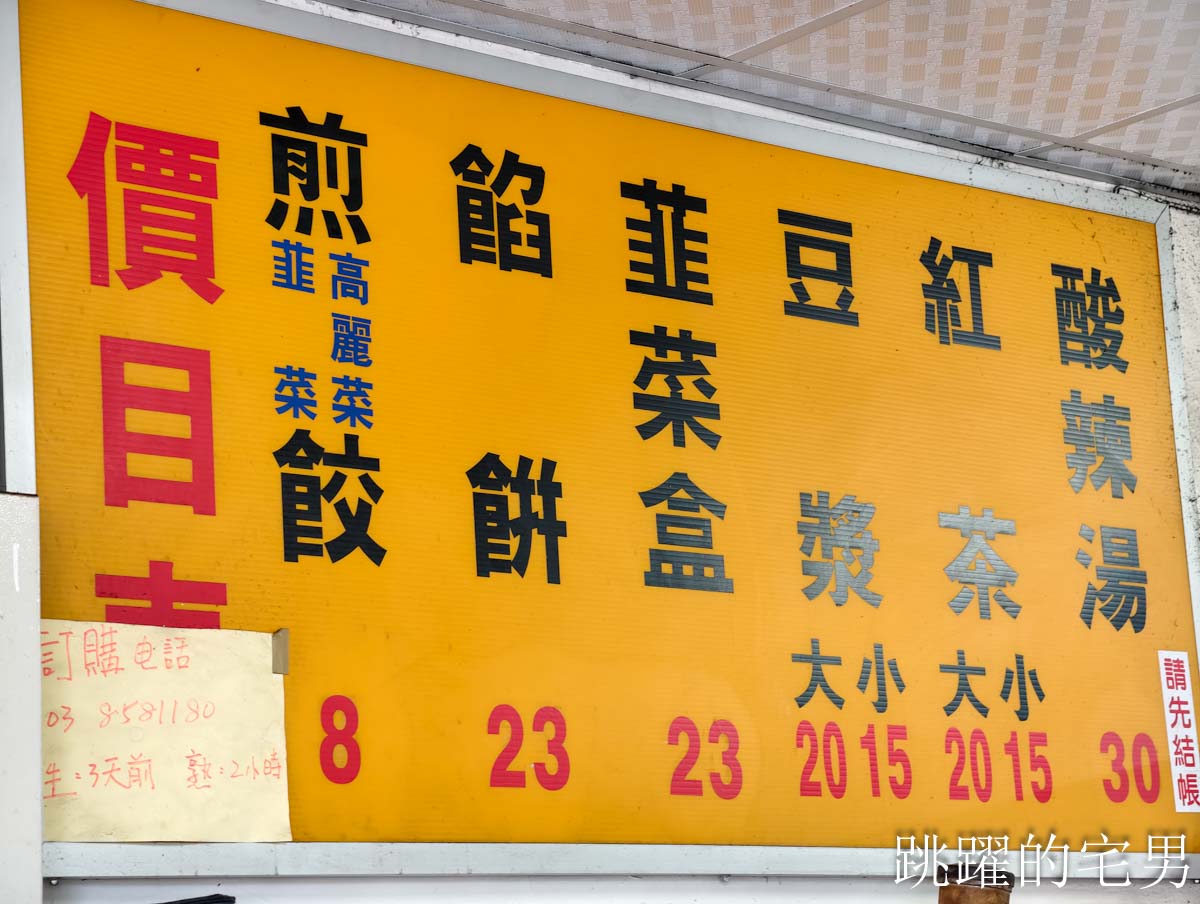 價目表
煎餃
韮菜
高麗菜
8
餡餅
23
韮菜盒
23
豆漿
大 小
20 15
紅茶
大 小
20 15
酸辣湯
30
請先結帳
訂購电話
03 8581180
生:3天前 熟:2小時
跳躍的宅男